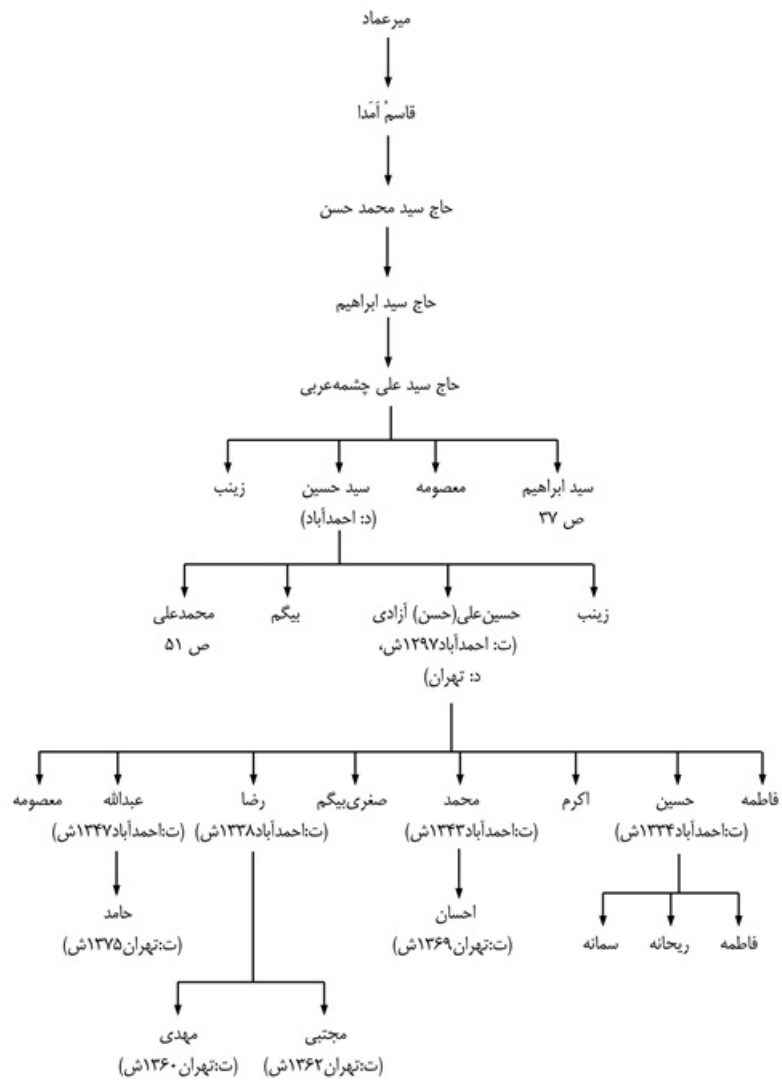 میرعماد
قاسمْ آمَدا
حاج سید محمد حسن
حاج سید ابراهیم
حاج سید علی چشمه‌عربی
سید ابراهیم
ص ۳۷
معصومه
سید حسین
(د: احمدآباد)
زینب
زینب
حسین‌علی(حسن) آزادی
(ت: احمدآباد۱۲۹۷ش،
د: تهران)
بیگم
محمدعلی
ص ۵۱
فاطمه
حسین
(ت:احمدآباد۱۳۳۴ش)
اکرم
محمد
(ت:احمدآباد۱۳۴۳ش)
صغری‌بیگم
رضا
(ت:احمدآباد۱۳۳۸ش)
عبدالله
(ت:احمدآباد۱۳۴۷ش)
معصومه
فاطمه
ریحانه
سمانه
احسان
(ت:تهران۱۳۶۹ش)
حامد
(ت:تهران۱۳۷۵ش)
مجتبی
(ت:تهران۱۳۶۲ش)
مهدی
(ت:تهران۱۳۶۰ش)